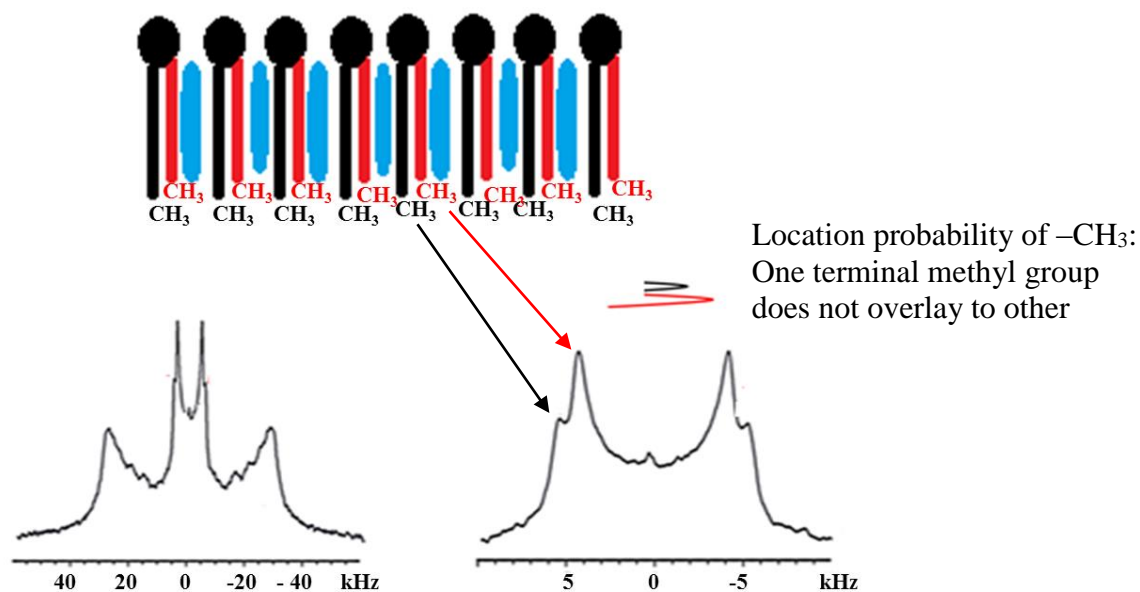 CH₃ CH₃ CH₃ CH₃ CH₃ CH₃ CH₃ CH₃
CH₃ CH₃ CH₃ CH₃ CH₃ CH₃ CH₃ CH₃
Location probability of –CH₃:
One terminal methyl group
does not overlay to other
40 20 0 -20 - 40 kHz
5 0 -5 kHz